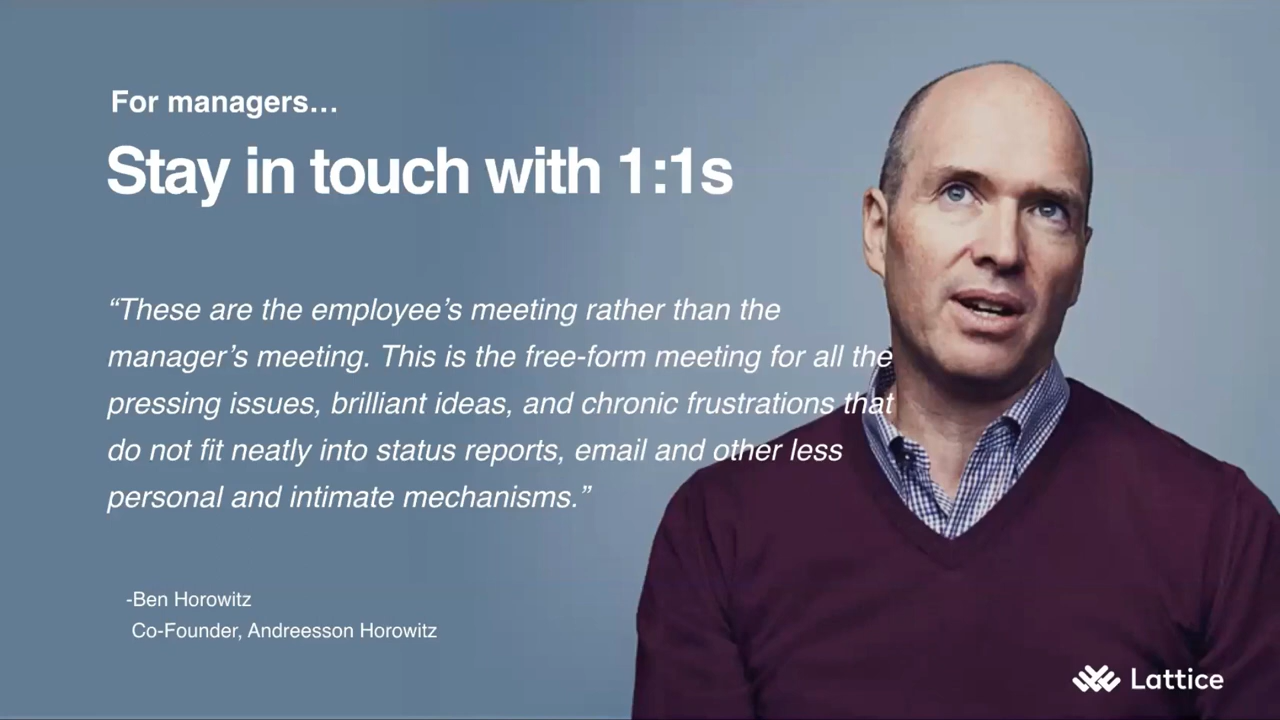 For managers…
Stay in touch with 1:1s
“These are the employee’s meeting rather than the
manager’s meeting. This is the free-form meeting for all the
pressing issues, brilliant ideas, and chronic frustrations that
do not fit neatly into status reports, email and other less
personal and intimate mechanisms.”
-Ben Horowitz
Co-Founder, Andreesson Horowitz
Lattice